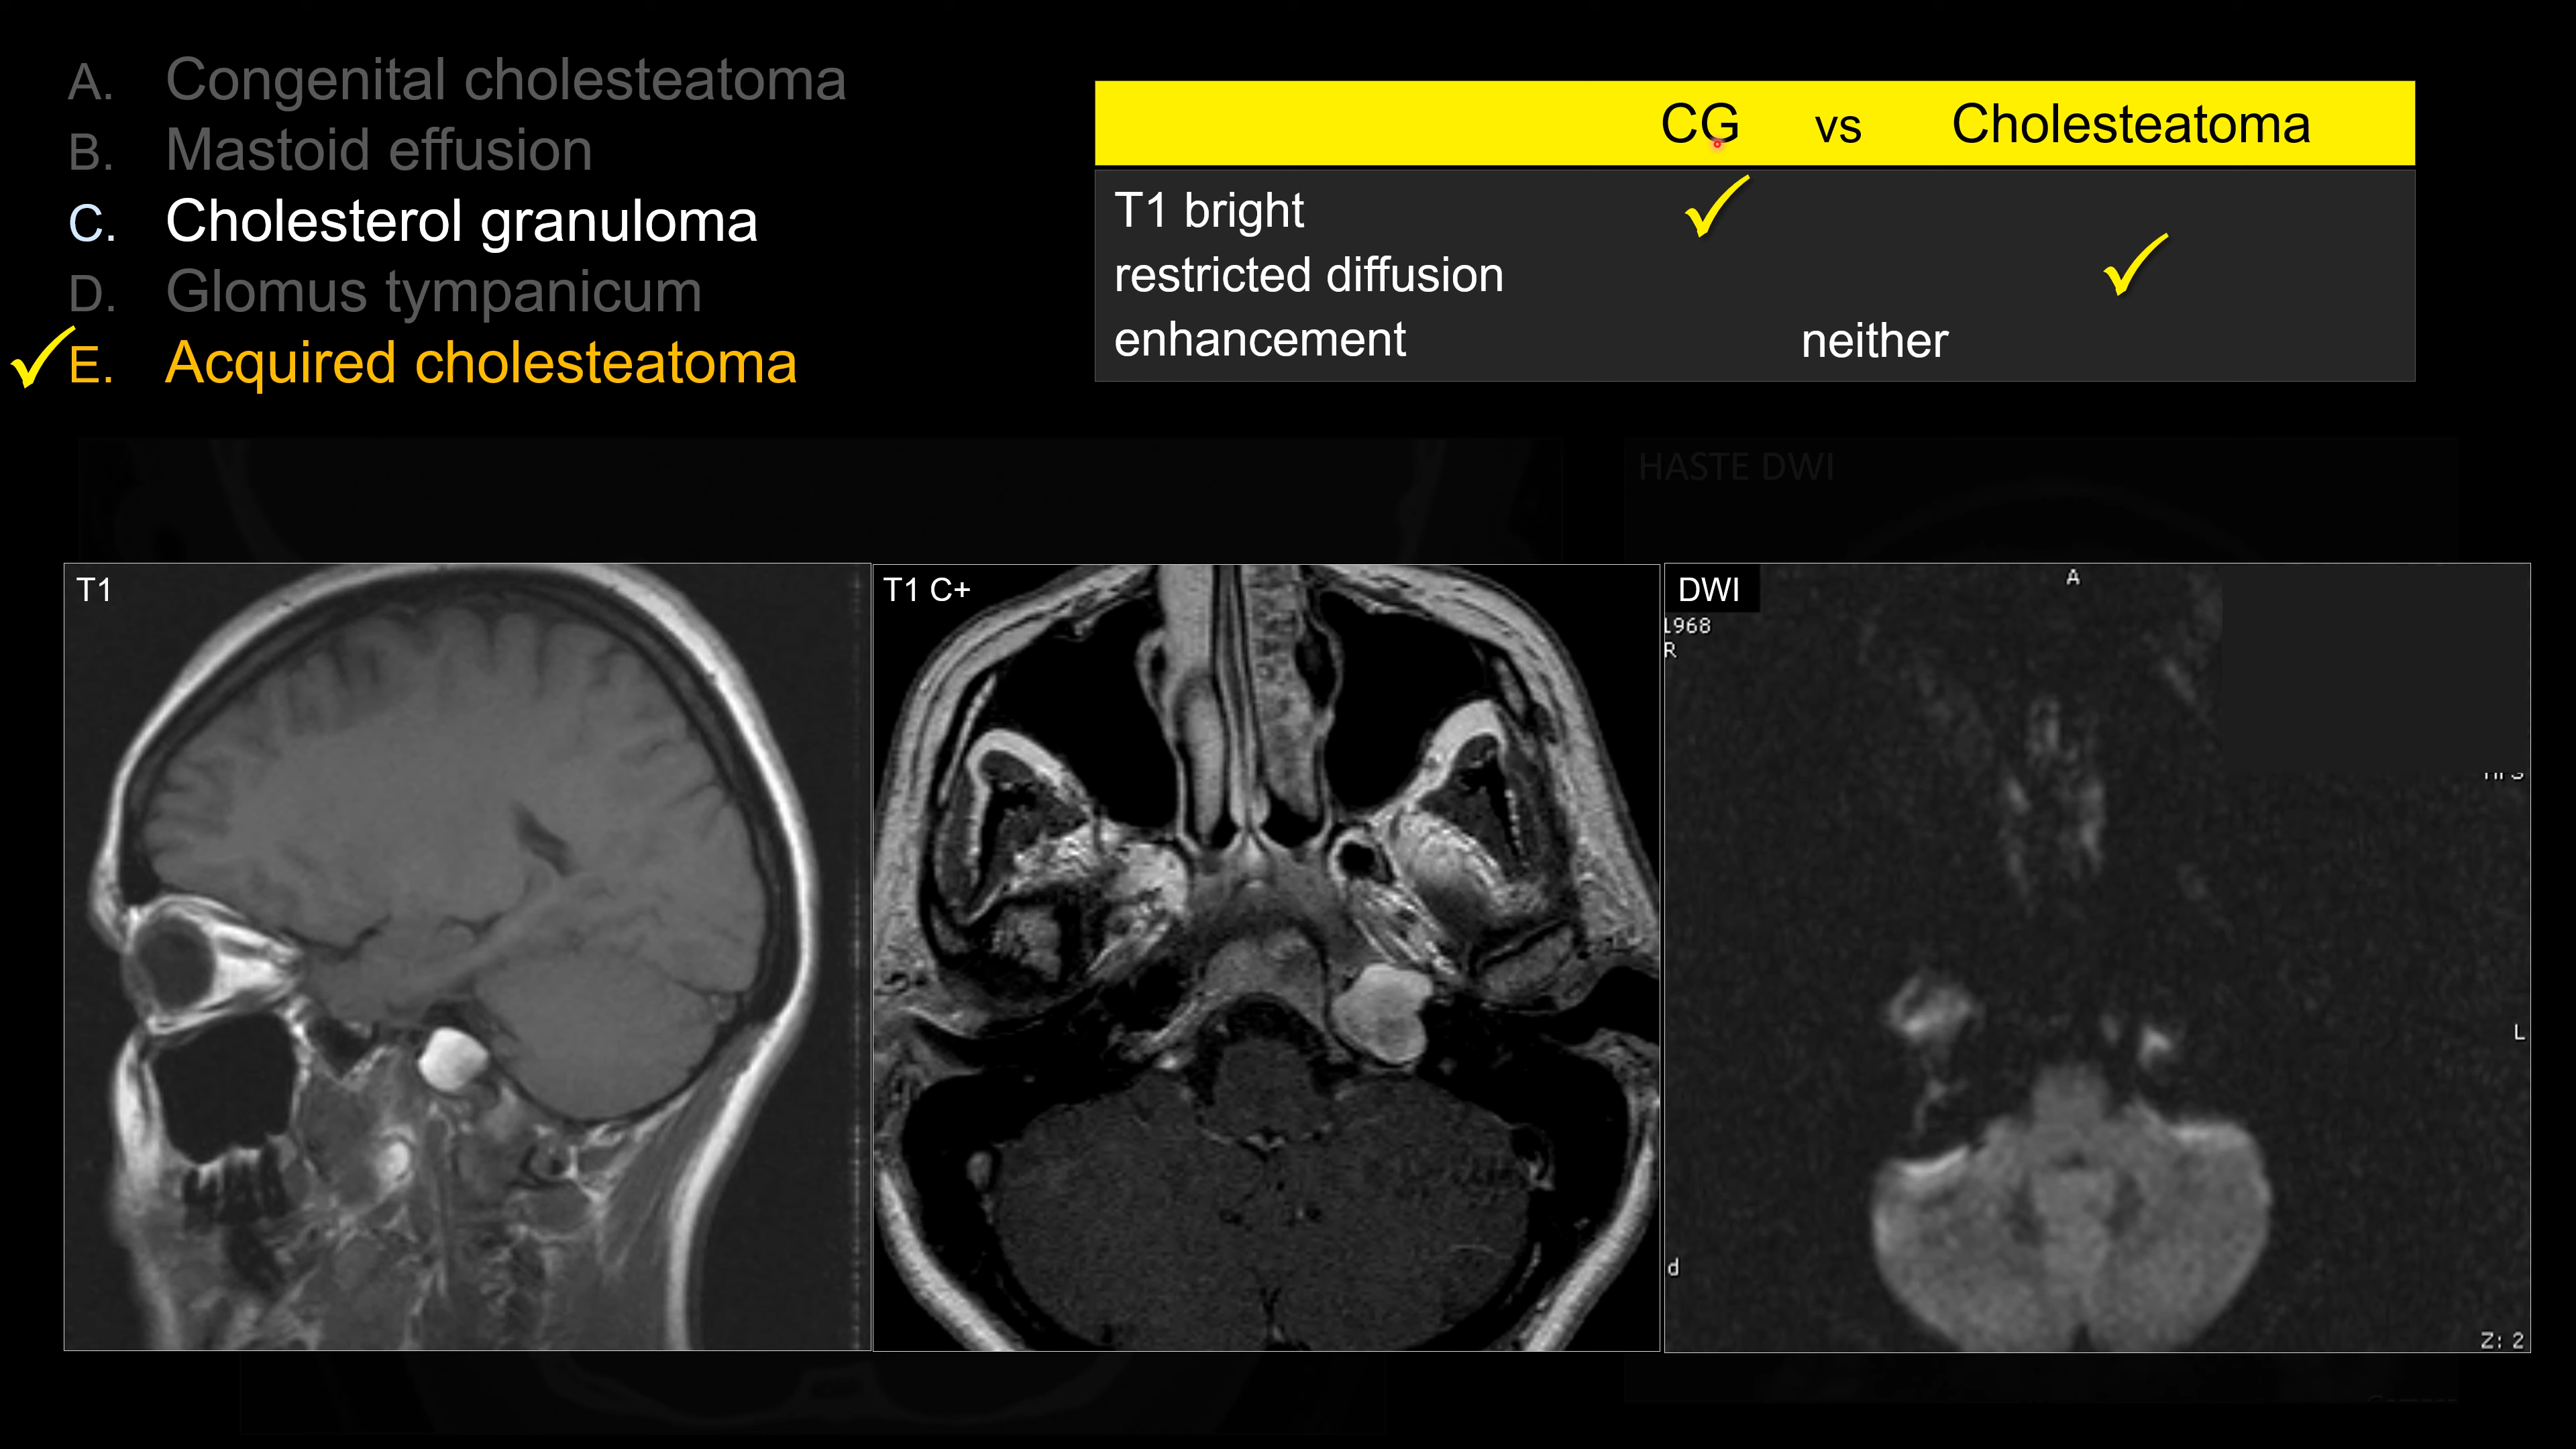 A. Congenital cholesteatoma
B. Mastoid effusion
C. Cholesterol granuloma
D. Glomus tympanicum
E. Acquired cholesteatoma
CG vs Cholesteatoma
T1 bright
restricted diffusion
enhancement neither
HASTE DWI
T1
T1 C+
DWI
A
1968
R
L
d
Z: 2